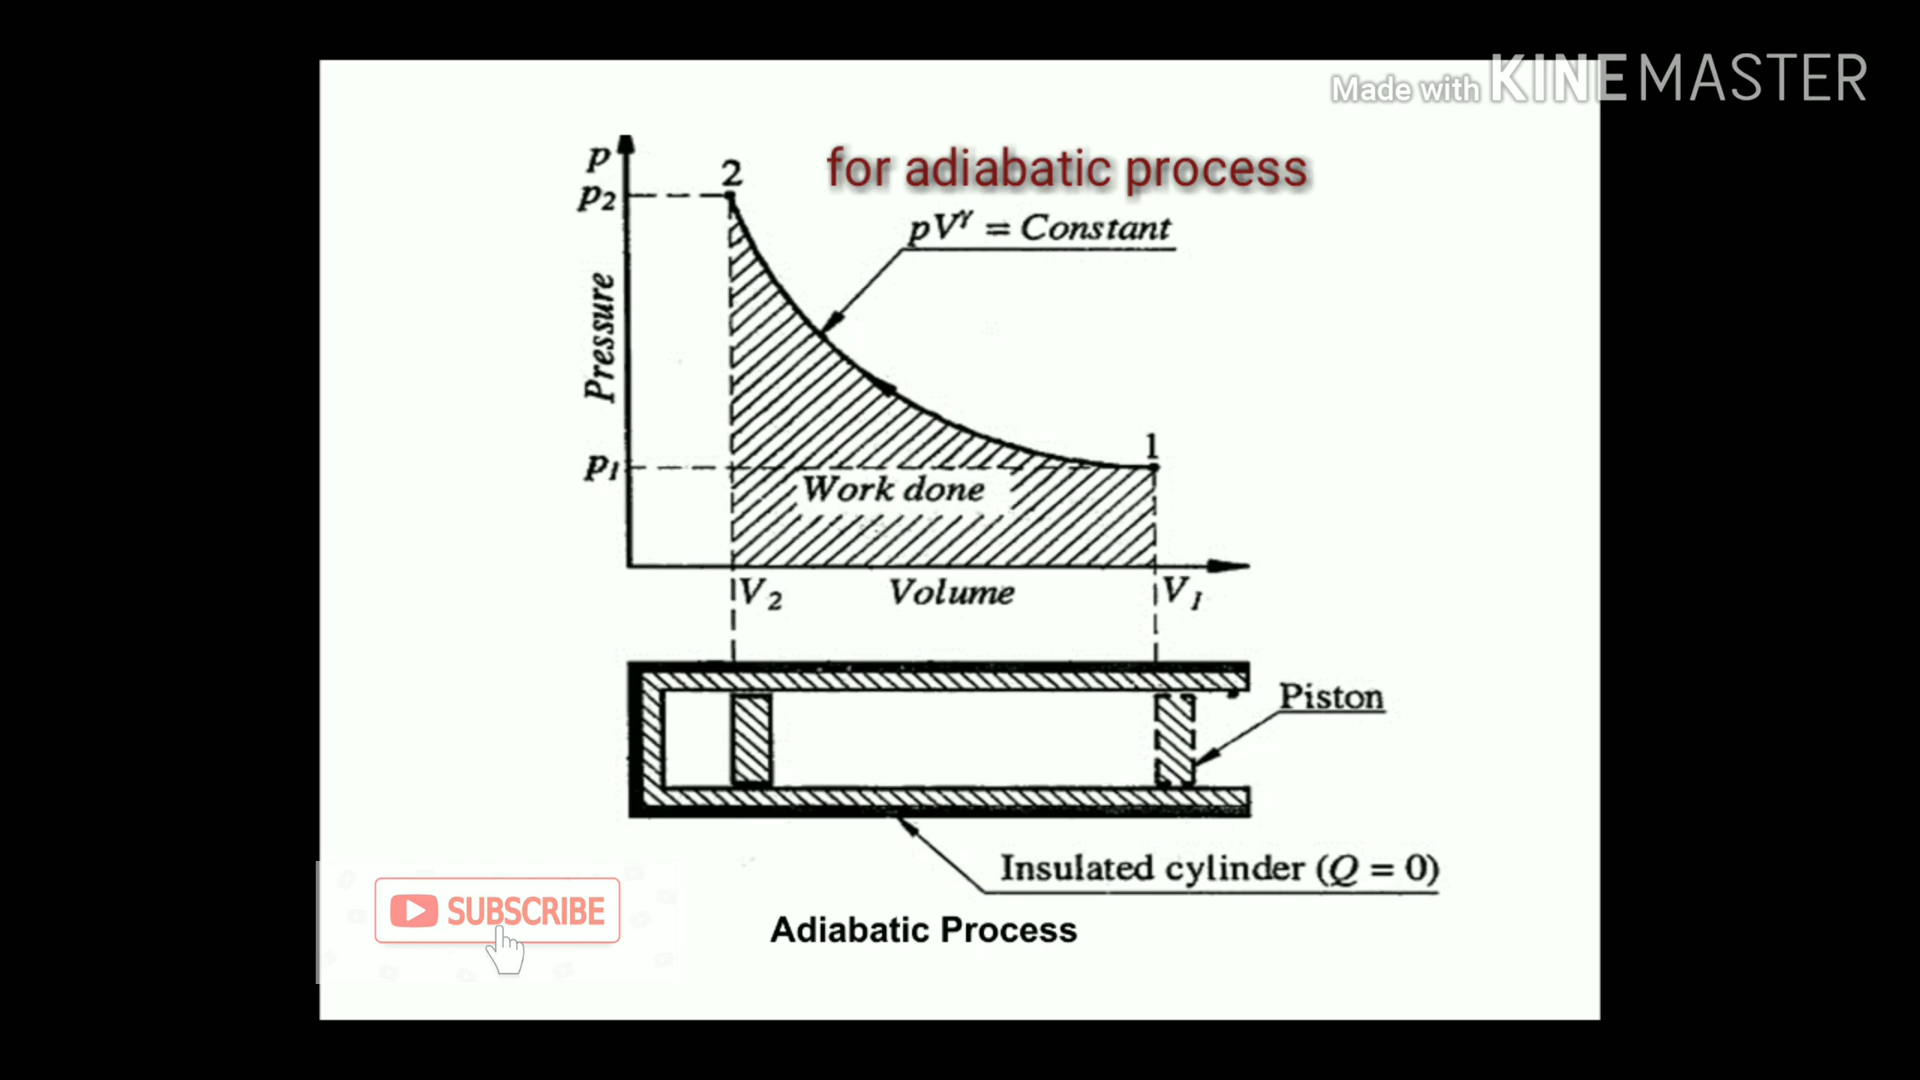 Made with KINEMASTER
for adiabatic process
p
2
p2
pVγ = Constant
Pressure
1
p1
Work done
V2
Volume
V1
Piston
Insulated cylinder (Q = 0)
SUBSCRIBE
Adiabatic Process